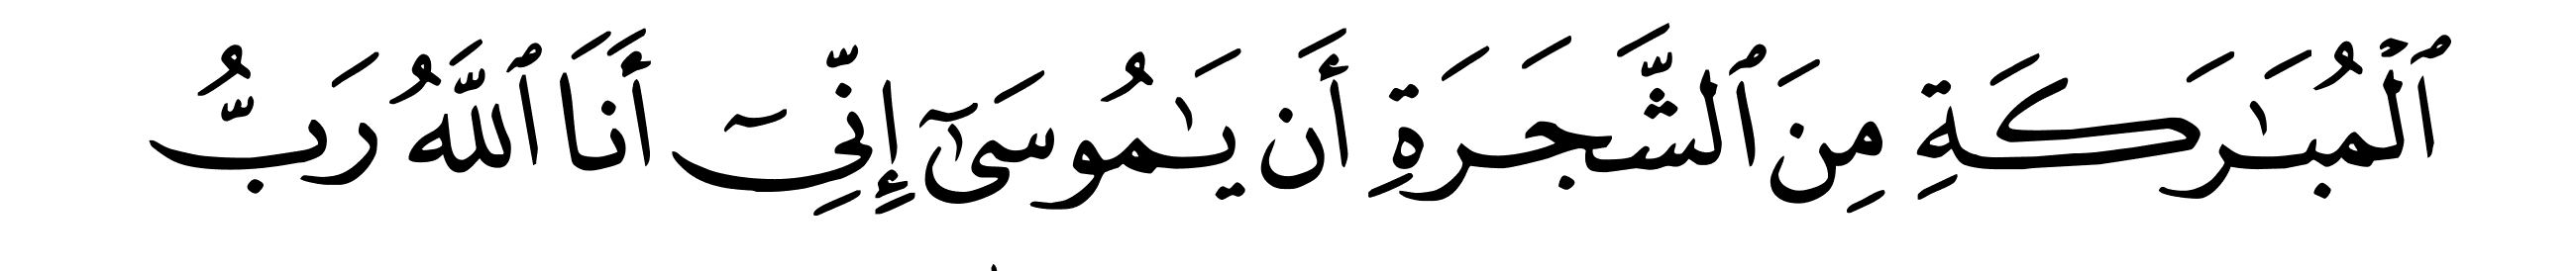 ٱلۡمُبَٰرَكَةِ مِنَ ٱلشَّجَرَةِ أَن يَٰمُوسَىٰٓ إِنِّيٓ أَنَا ٱللَّهُ رَبُّ